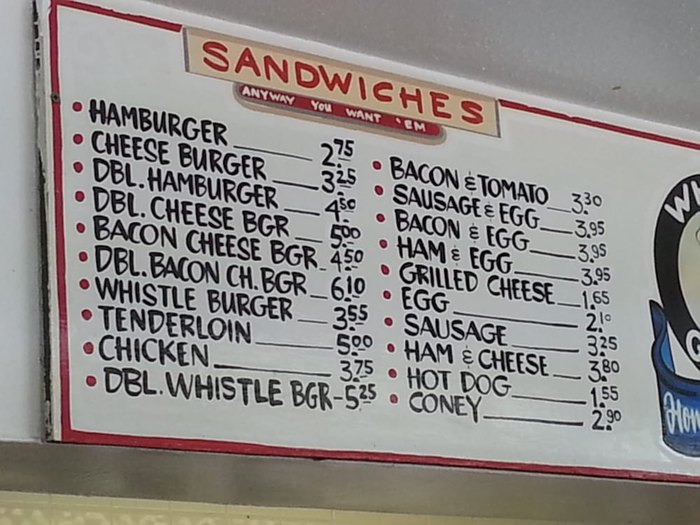 SANDWICHES
ANYWAY YOU WANT 'EM
HAMBURGER 2.75
CHEESE BURGER 3.25
DBL. HAMBURGER 4.50
DBL. CHEESE BGR 5.00
BACON CHEESE BGR 4.50
DBL. BACON CH. BGR 6.10
WHISTLE BURGER 3.55
TENDERLOIN 5.00
CHICKEN 3.75
DBL. WHISTLE BGR 5.25
BACON & TOMATO 3.30
SAUSAGE & EGG 3.95
BACON & EGG 3.95
HAM & EGG 3.95
GRILLED CHEESE 1.65
EGG 2.10
SAUSAGE 3.25
HAM & CHEESE 3.80
HOT DOG 1.55
CONEY 2.90